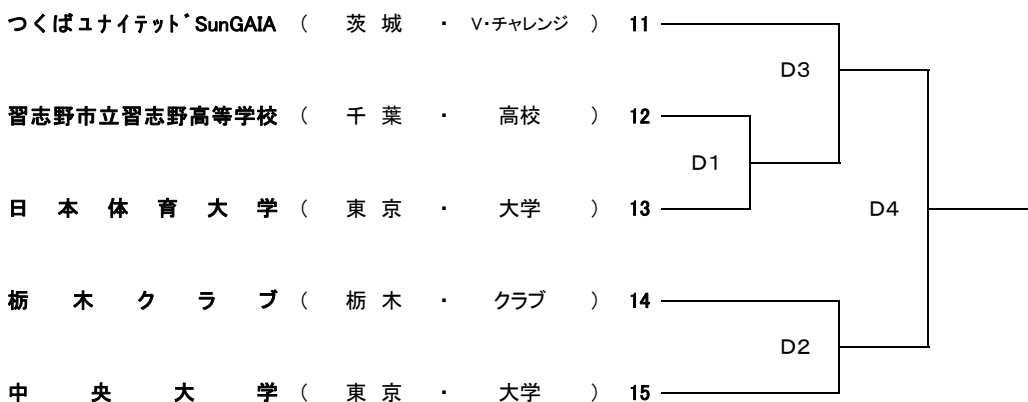 つくばユナイテッドSunGAIA ( 茨 城 ・ V・チャレンジ ) 11
D3
習志野市立習志野高等学校 ( 千 葉 ・ 高校 ) 12
D1
日 本 体 育 大 学 ( 東 京 ・ 大学 ) 13
D4
栃 木 ク ラ ブ ( 栃 木 ・ クラブ ) 14
D2
中 央 大 学 ( 東 京 ・ 大学 ) 15